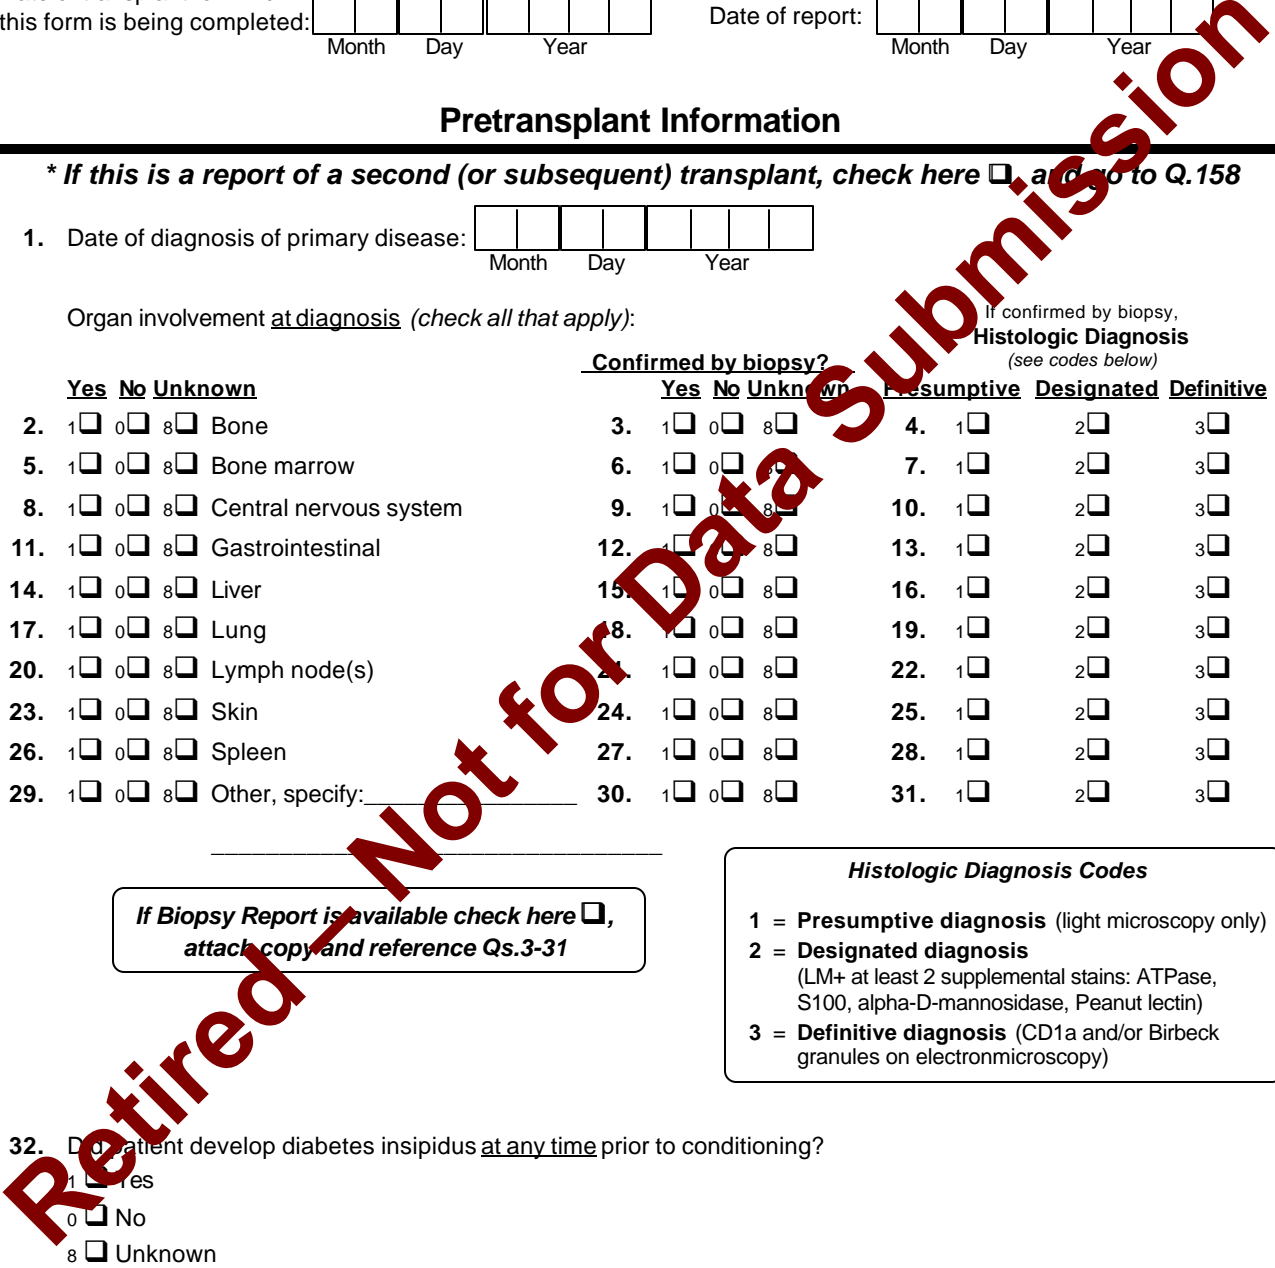 this form is being completed:
Month Day Year
Date of report:
Month Day Year
Pretransplant Information
* If this is a report of a second (or subsequent) transplant, check here ❑, and go to Q.158
1. Date of diagnosis of primary disease:
Month Day Year
Organ involvement at diagnosis (check all that apply):
If confirmed by biopsy,
Histologic Diagnosis
(see codes below)
Confirmed by biopsy?
Yes No Unknown Yes No Unknown Presumptive Designated Definitive
2. 1❑ 0❑ 8❑ Bone 3. 1❑ 0❑ 8❑ 4. 1❑ 2❑ 3❑
5. 1❑ 0❑ 8❑ Bone marrow 6. 1❑ 0❑ 8❑ 7. 1❑ 2❑ 3❑
8. 1❑ 0❑ 8❑ Central nervous system 9. 1❑ 0❑ 8❑ 10. 1❑ 2❑ 3❑
11. 1❑ 0❑ 8❑ Gastrointestinal 12. 1❑ 0❑ 8❑ 13. 1❑ 2❑ 3❑
14. 1❑ 0❑ 8❑ Liver 15. 1❑ 0❑ 8❑ 16. 1❑ 2❑ 3❑
17. 1❑ 0❑ 8❑ Lung 18. 1❑ 0❑ 8❑ 19. 1❑ 2❑ 3❑
20. 1❑ 0❑ 8❑ Lymph node(s) 21. 1❑ 0❑ 8❑ 22. 1❑ 2❑ 3❑
23. 1❑ 0❑ 8❑ Skin 24. 1❑ 0❑ 8❑ 25. 1❑ 2❑ 3❑
26. 1❑ 0❑ 8❑ Spleen 27. 1❑ 0❑ 8❑ 28. 1❑ 2❑ 3❑
29. 1❑ 0❑ 8❑ Other, specify:_________________ 30. 1❑ 0❑ 8❑ 31. 1❑ 2❑ 3❑
If Biopsy Report is available check here ❑,
attach copy and reference Qs.3-31
Histologic Diagnosis Codes
1 = Presumptive diagnosis (light microscopy only)
2 = Designated diagnosis
(LM+ at least 2 supplemental stains: ATPase,
S100, alpha-D-mannosidase, Peanut lectin)
3 = Definitive diagnosis (CD1a and/or Birbeck
granules on electronmicroscopy)
32. Did patient develop diabetes insipidus at any time prior to conditioning?
1 ❑ Yes
0 ❑ No
8 ❑ Unknown
Retired – Not for Data Submission